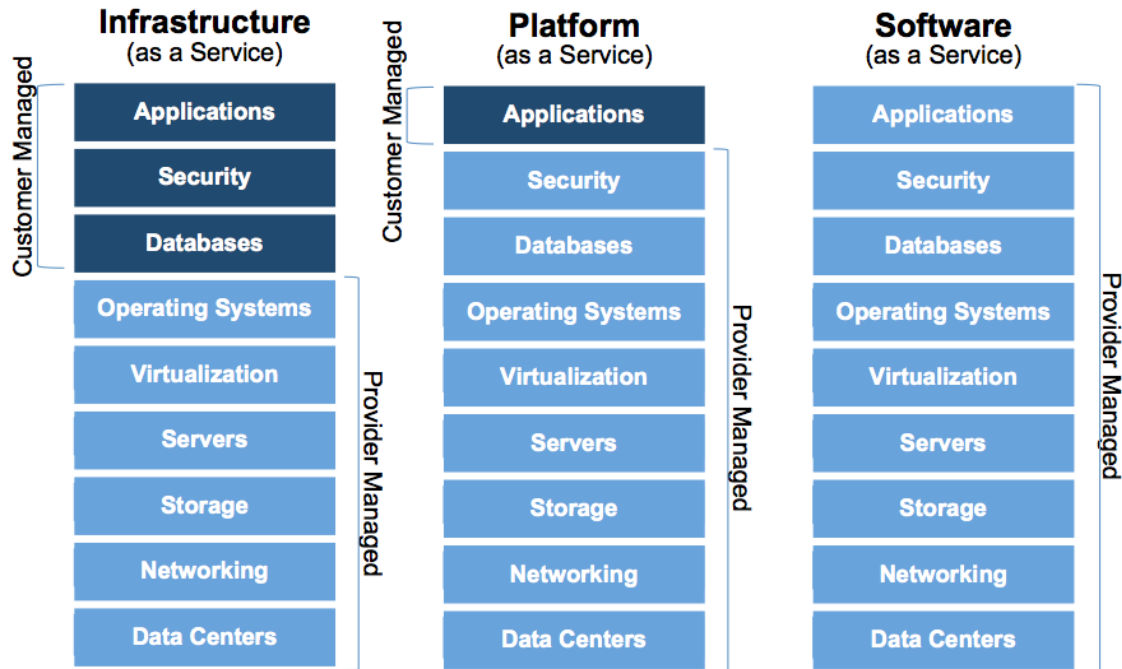 Infrastructure
(as a Service)
Customer Managed
Applications
Security
Databases
Operating Systems
Virtualization
Servers
Storage
Networking
Data Centers
Provider Managed
Platform
(as a Service)
Customer Managed
Applications
Security
Databases
Operating Systems
Virtualization
Servers
Storage
Networking
Data Centers
Provider Managed
Software
(as a Service)
Applications
Security
Databases
Operating Systems
Virtualization
Servers
Storage
Networking
Data Centers
Provider Managed